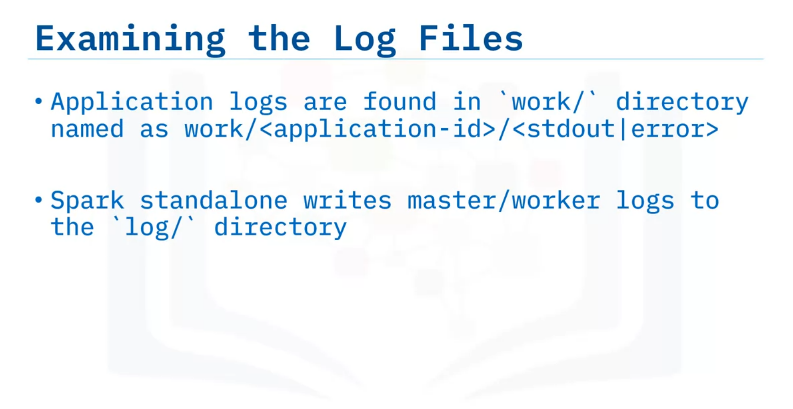 Examining the Log Files
• Application logs are found in `work/` directory
named as work/<application-id>/<stdout|error>
• Spark standalone writes master/worker logs to
the `log/` directory